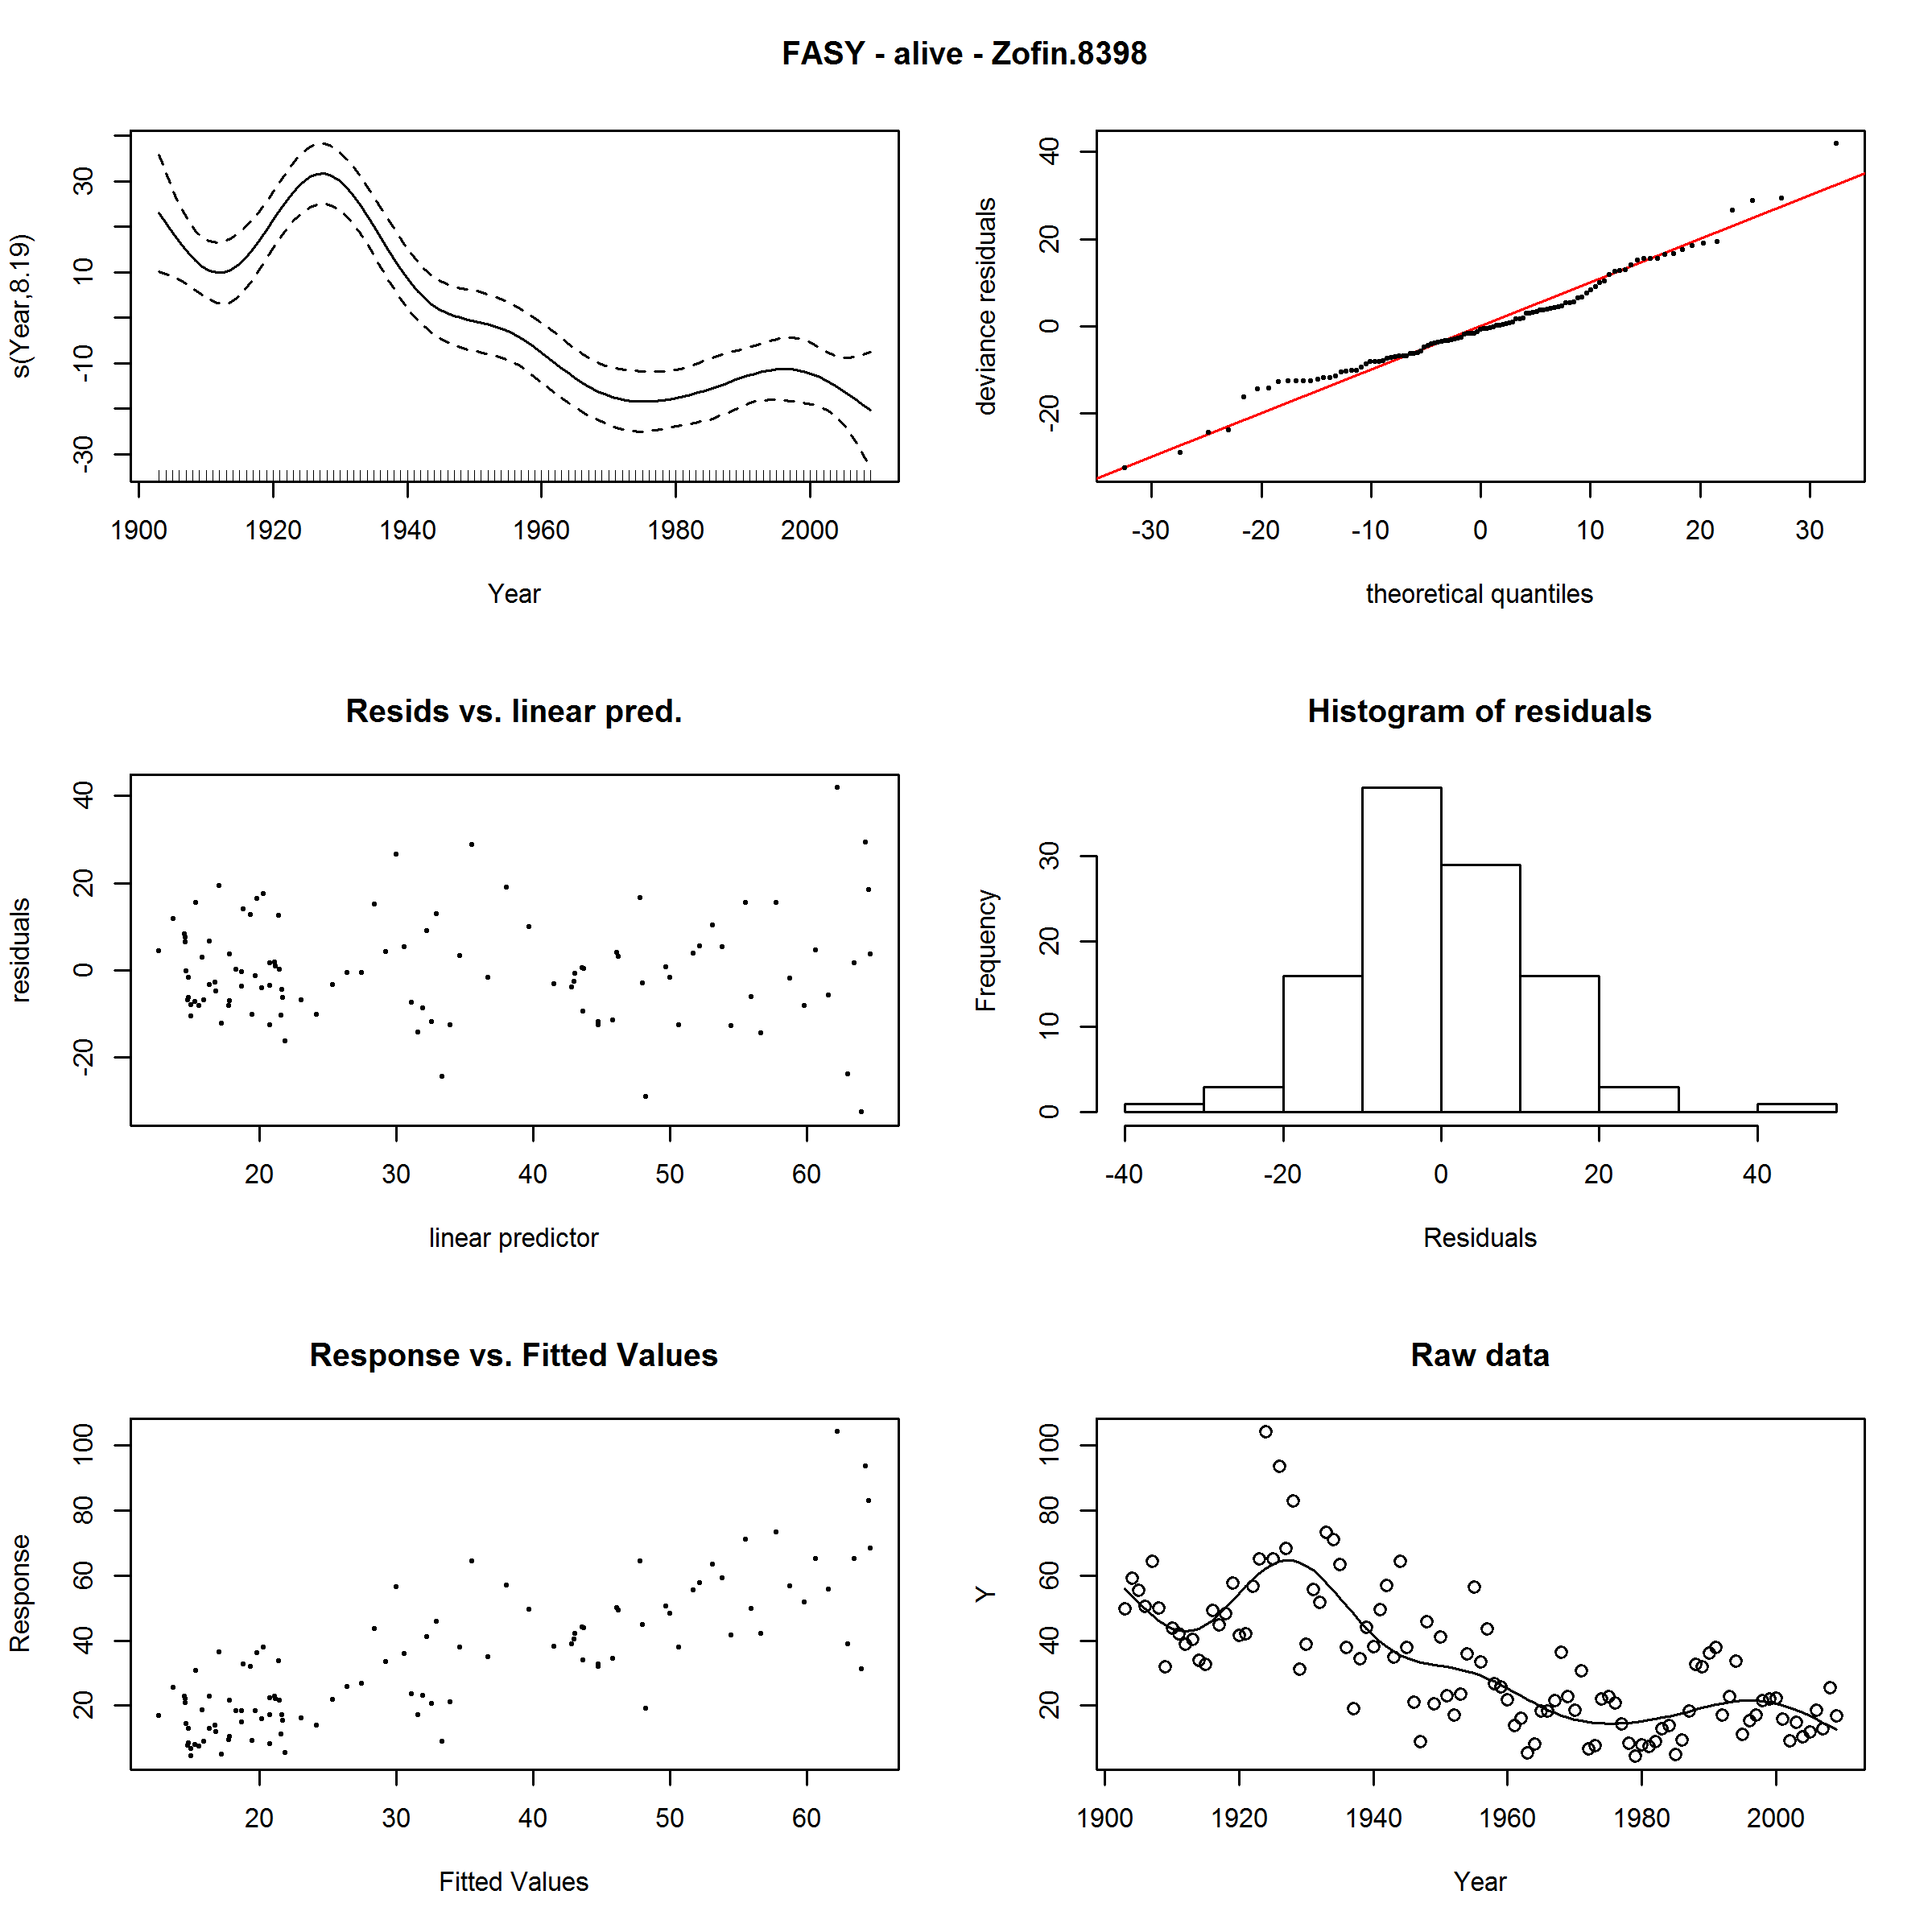 FASY - alive - Zofin.8398
s(Year,8.19)
30
10
-10
-30
1900 1920 1940 1960 1980 2000
Year
deviance residuals
40
20
0
-20
-30 -20 -10 0 10 20 30
theoretical quantiles
Resids vs. linear pred.
residuals
40
20
0
-20
20 30 40 50 60
linear predictor
Histogram of residuals
Frequency
30
20
10
0
-40 -20 0 20 40
Residuals
Response vs. Fitted Values
Response
100
80
60
40
20
20 30 40 50 60
Fitted Values
Raw data
Y
100
80
60
40
20
1900 1920 1940 1960 1980 2000
Year